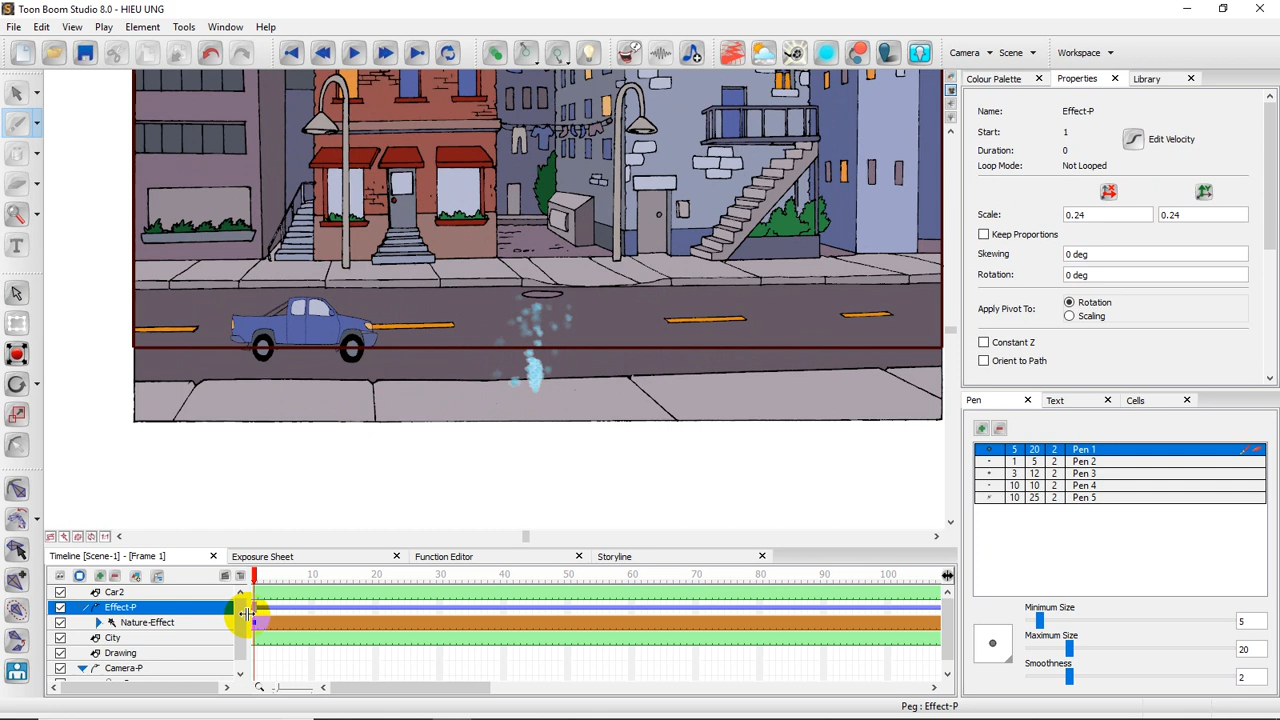 Toon Boom Studio 8.0 - HIEU UNG
File Edit View Play Element Tools Window Help
Camera Scene Workspace
Colour Palette Properties Library
Name: Effect-P
Start: 1
Duration: 0 Edit Velocity
Loop Mode: Not Looped
Scale: 0.24 0.24
Keep Proportions
Skewing 0 deg
Rotation: 0 deg
Apply Pivot To: Rotation
Scaling
Constant Z
Orient to Path
Pen Text Cells
5 20 2 Pen 1
1 5 2 Pen 2
3 12 2 Pen 3
10 10 2 Pen 4
10 25 2 Pen 5
Minimum Size
5
Maximum Size
20
Smoothness
2
Timeline [Scene-1] - [Frame 1] Exposure Sheet Function Editor Storyline
10 20 30 40 50 60 70 80 90 100
Car2
Effect-P
Nature-Effect
City
Drawing
Camera-P
Peg : Effect-P